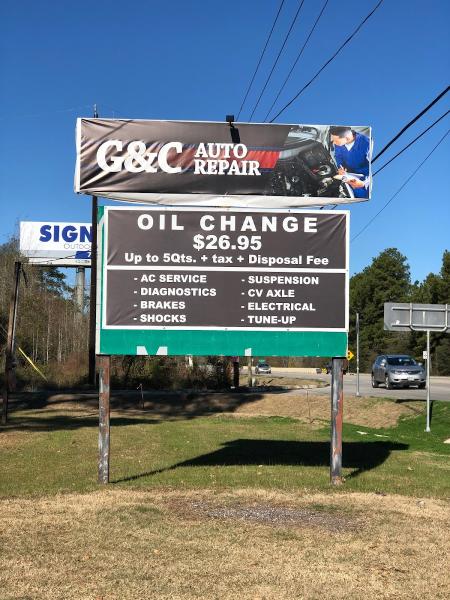 G&C AUTO REPAIR
SIGN
OUTDO
OIL CHANGE
$26.95
Up to 5Qts. + tax + Disposal Fee
- AC SERVICE
- DIAGNOSTICS
- BRAKES
- SHOCKS
- SUSPENSION
- CV AXLE
- ELECTRICAL
- TUNE-UP
M